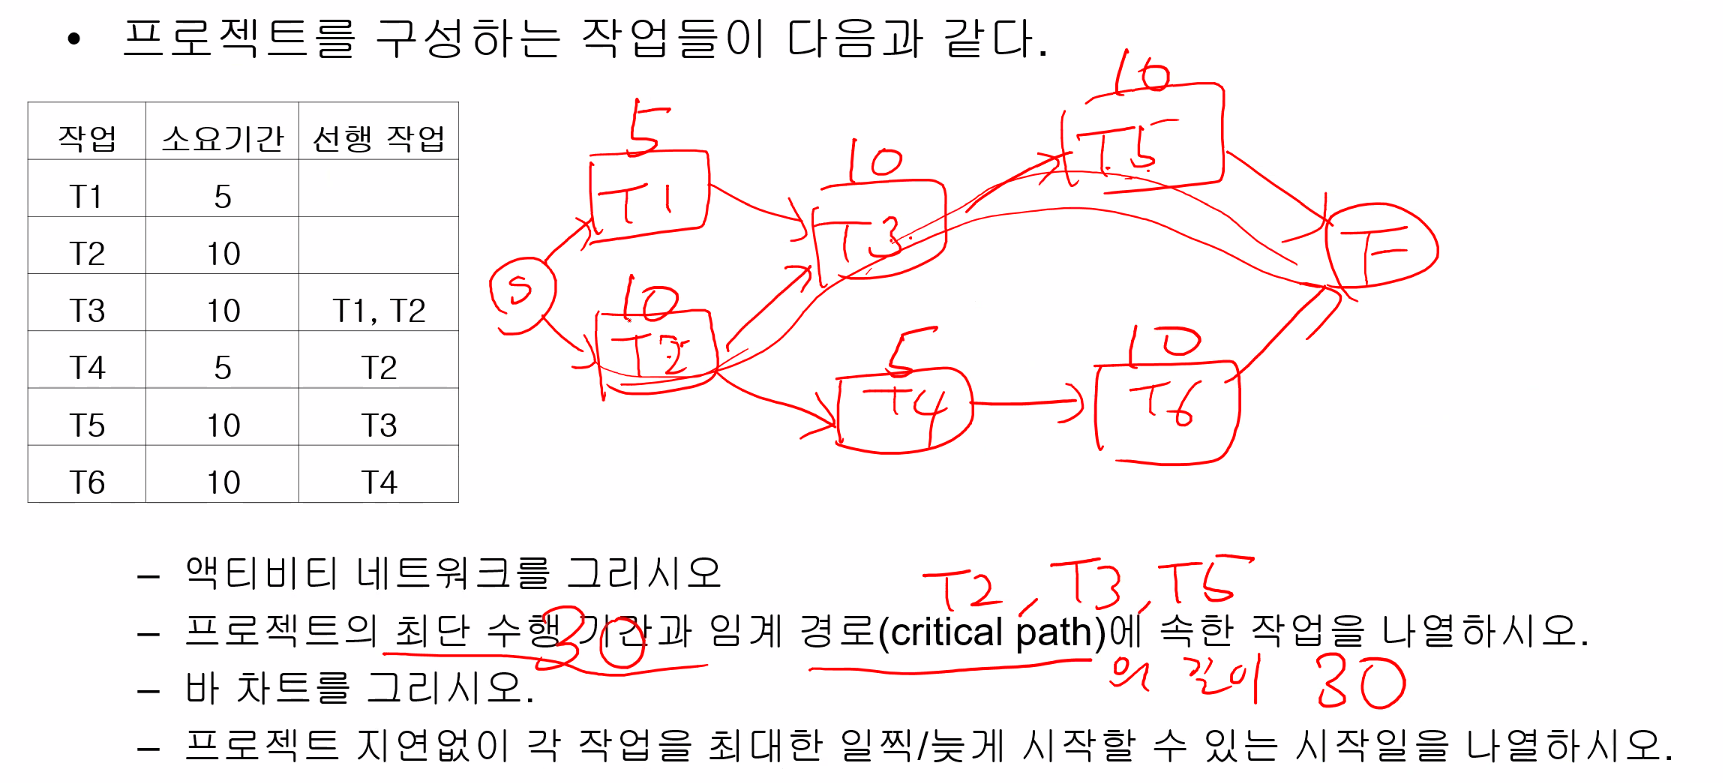 • 프로젝트를 구성하는 작업들이 다음과 같다.
작업 소요기간 선행 작업
T1 5
T2 10
T3 10 T1, T2
T4 5 T2
T5 10 T3
T6 10 T4
5
T1
10
T3
10
T5
S
10
T2
5
T4
10
T6
F
– 액티비티 네트워크를 그리시오
T2, T3, T5
– 프로젝트의 최단 수행 기간과 임계 경로(critical path)에 속한 작업을 나열하시오.
30
의 길이 30
– 바 차트를 그리시오.
– 프로젝트 지연없이 각 작업을 최대한 일찍/늦게 시작할 수 있는 시작일을 나열하시오.